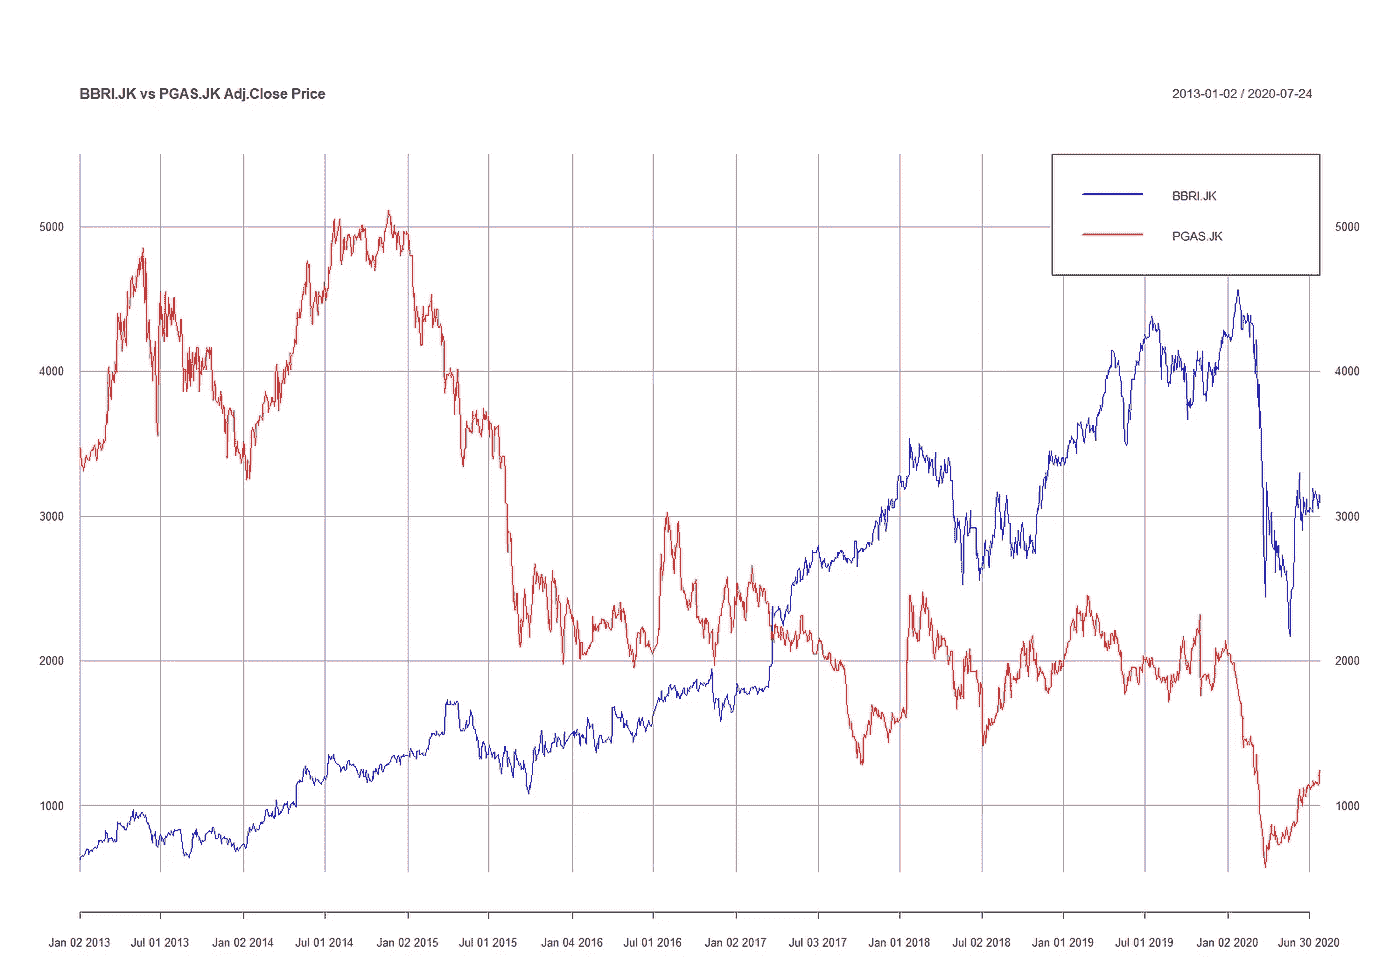 BBRI.JK vs PGAS.JK Adj.Close Price
2013-01-02 / 2020-07-24
BBRI.JK
PGAS.JK
5000
4000
3000
2000
1000
5000
4000
3000
2000
1000
Jan 02 2013
Jul 01 2013
Jan 02 2014
Jul 01 2014
Jan 02 2015
Jul 01 2015
Jan 04 2016
Jul 01 2016
Jan 02 2017
Jul 03 2017
Jan 01 2018
Jul 02 2018
Jan 01 2019
Jul 01 2019
Jan 02 2020
Jun 30 2020